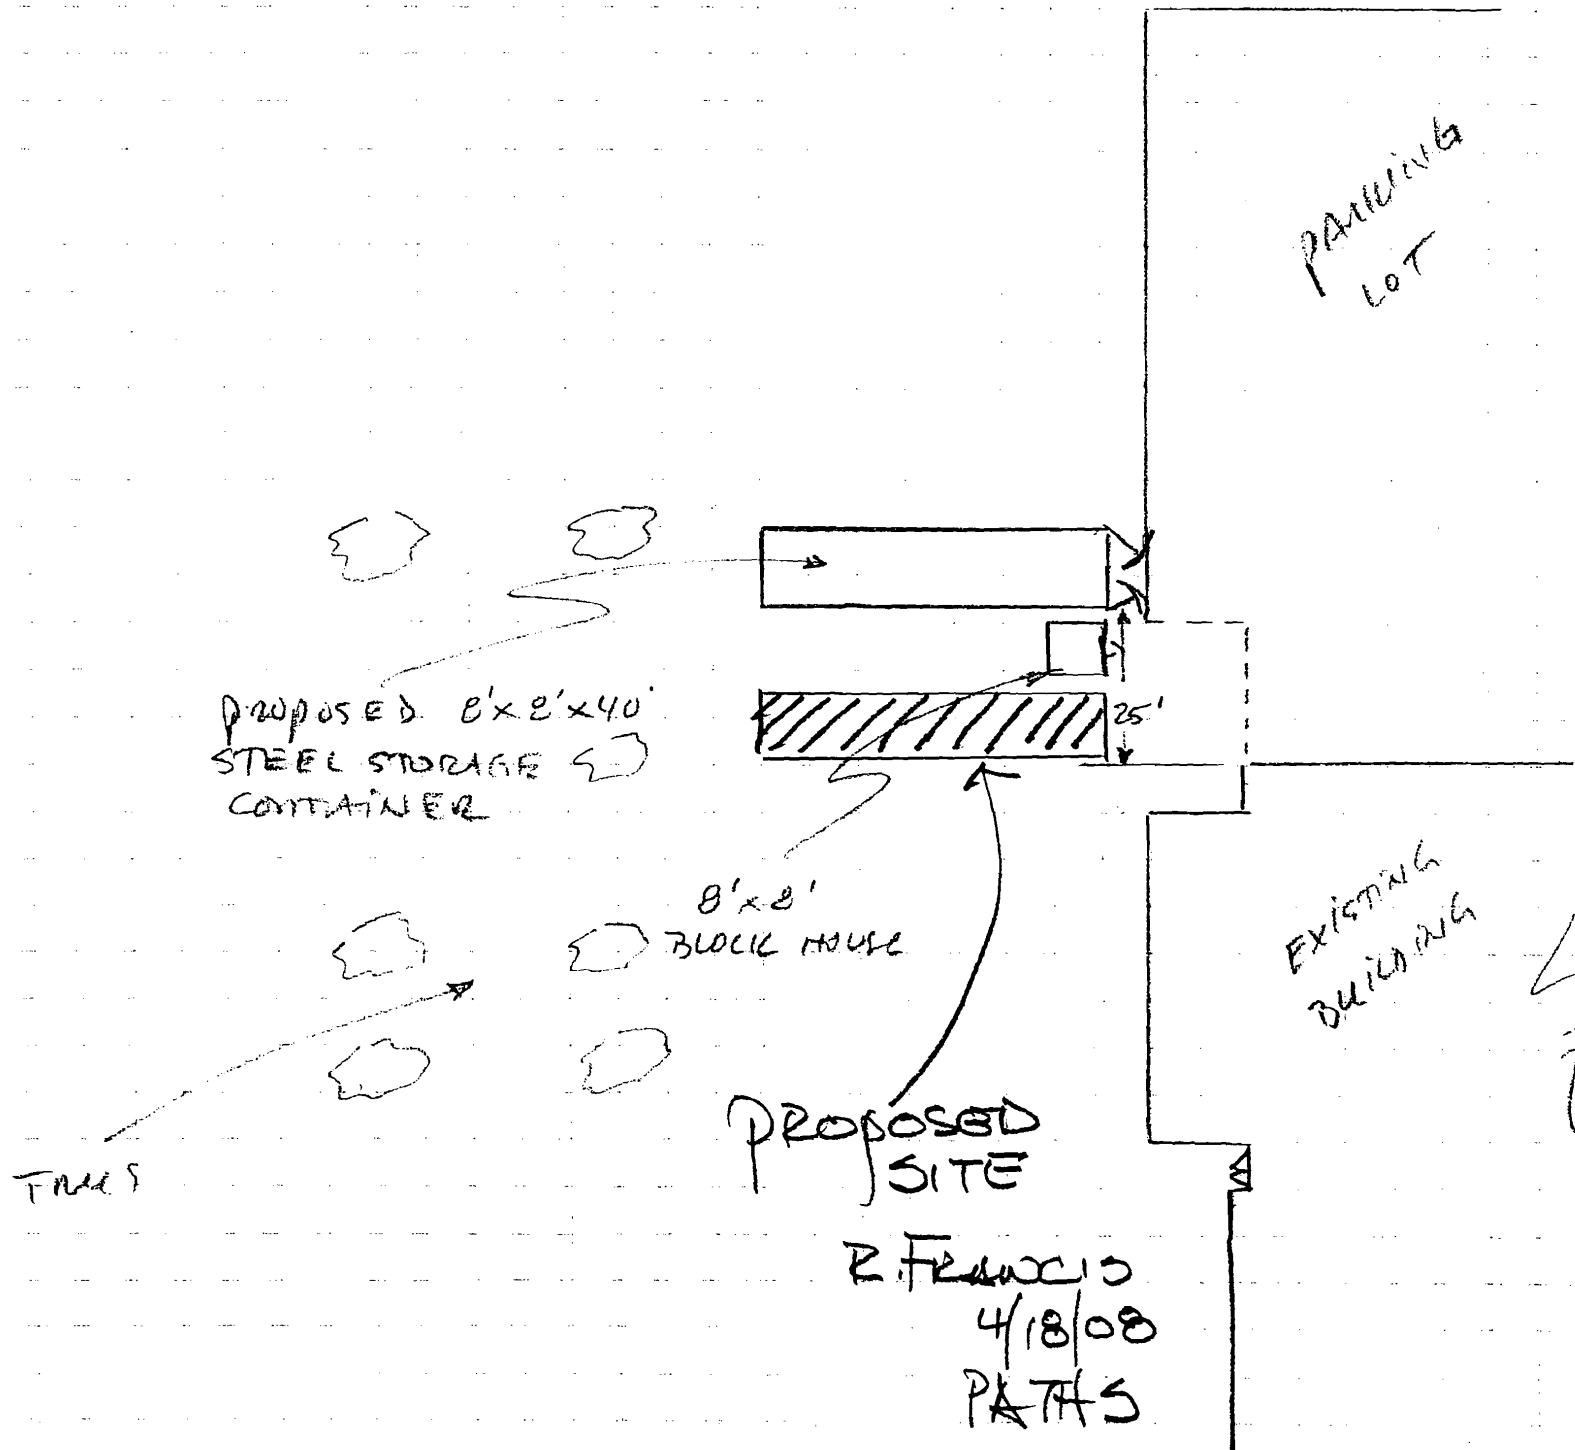 PARKING
LOT
PROPOSED 8'x8'x40'
STEEL STORAGE
CONTAINER
25'
8'x8'
BLOCK HOUSE
EXISTING
BUILDING
TREES
PROPOSED
SITE
R. FRANCIS
4/18/08
PATHS